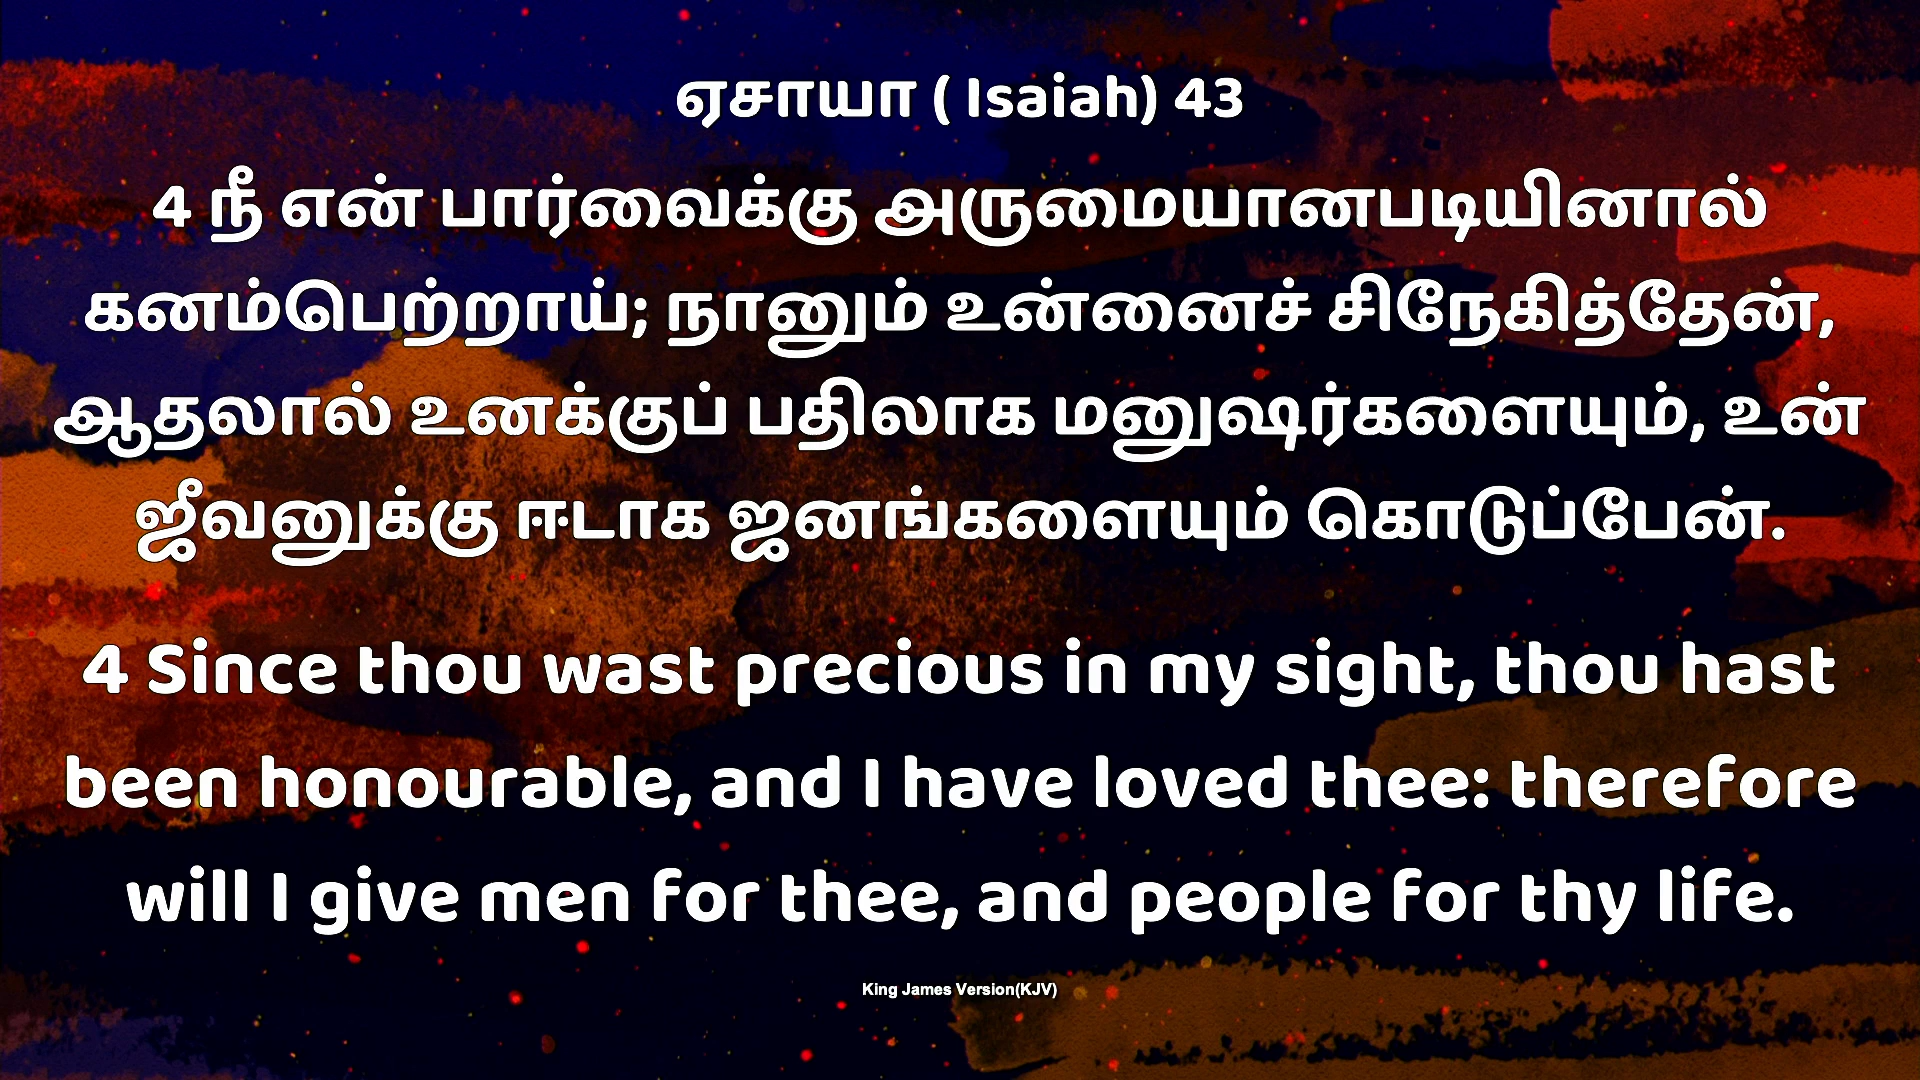 ஏசாயா ( Isaiah) 43
4 நீ என் பார்வைக்கு அருமையானபடியினால்
கனம்பெற்றாய்; நானும் உன்னைச் சிநேகித்தேன்,
ஆதலால் உனக்குப் பதிலாக மனுஷர்களையும், உன்
ஜீவனுக்கு ஈடாக ஜனங்களையும் கொடுப்பேன்.
4 Since thou wast precious in my sight, thou hast
been honourable, and I have loved thee: therefore
will I give men for thee, and people for thy life.
King James Version(KJV)